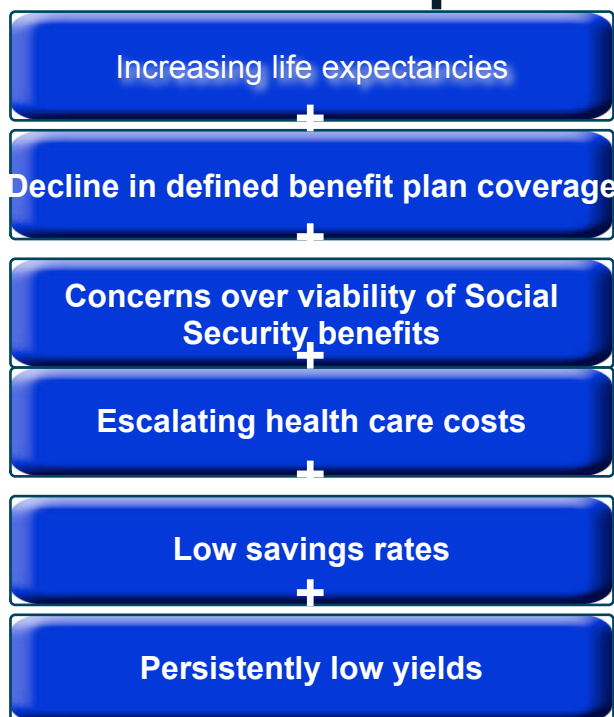 Increasing life expectancies
+
Decline in defined benefit plan coverage
+
Concerns over viability of Social
Security benefits
+
Escalating health care costs
+
Low savings rates
+
Persistently low yields